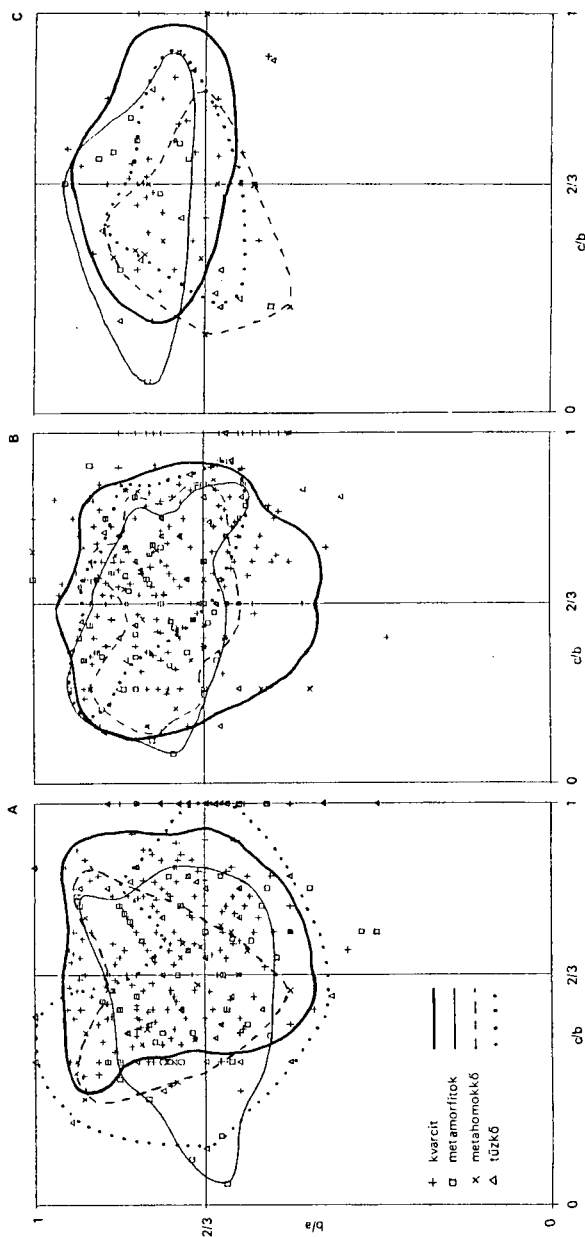 A
B
C
1
2/3
b/a
0
2/3
c/b
1
0
2/3
c/b
1
0
2/3
c/b
1
kvarcit
metamorfitok
metahomokkő
tűzkő